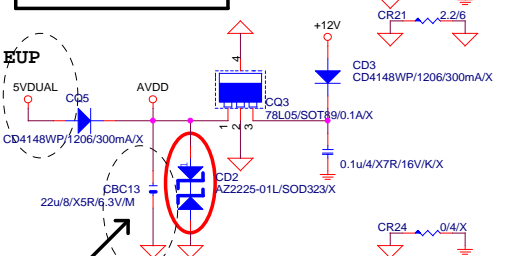 CR21
2.2/6
+12V
EUP
4
5VDUAL
AVDD
CD3
CD4148WP/1206/300mA/X
CQ5
CQ3
78L05/SOT89/0.1A/X
1
2
3
CD4148WP/1206/300mA/X
0.1u/4/X7R/16V/K/X
CD2
AZ2225-01L/SOD323/X
CBC13
22u/8/X5R/6.3V/M
CR24
0/4/X